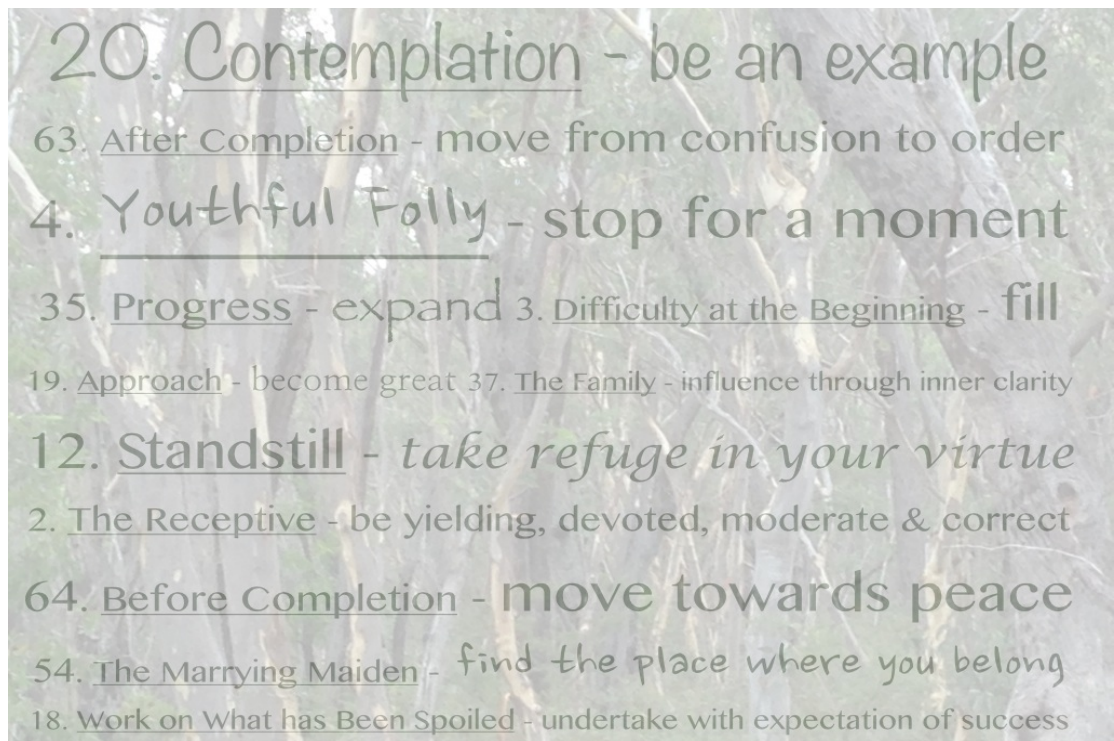 20. Contemplation - be an example
63. After Completion - move from confusion to order
4. Youthful Folly - stop for a moment
35. Progress - expand 3. Difficulty at the Beginning - fill
19. Approach - become great 37. The Family - influence through inner clarity
12. Standstill - take refuge in your virtue
2. The Receptive - be yielding, devoted, moderate & correct
64. Before Completion - move towards peace
54. The Marrying Maiden - find the place where you belong
18. Work on What has Been Spoiled - undertake with expectation of success